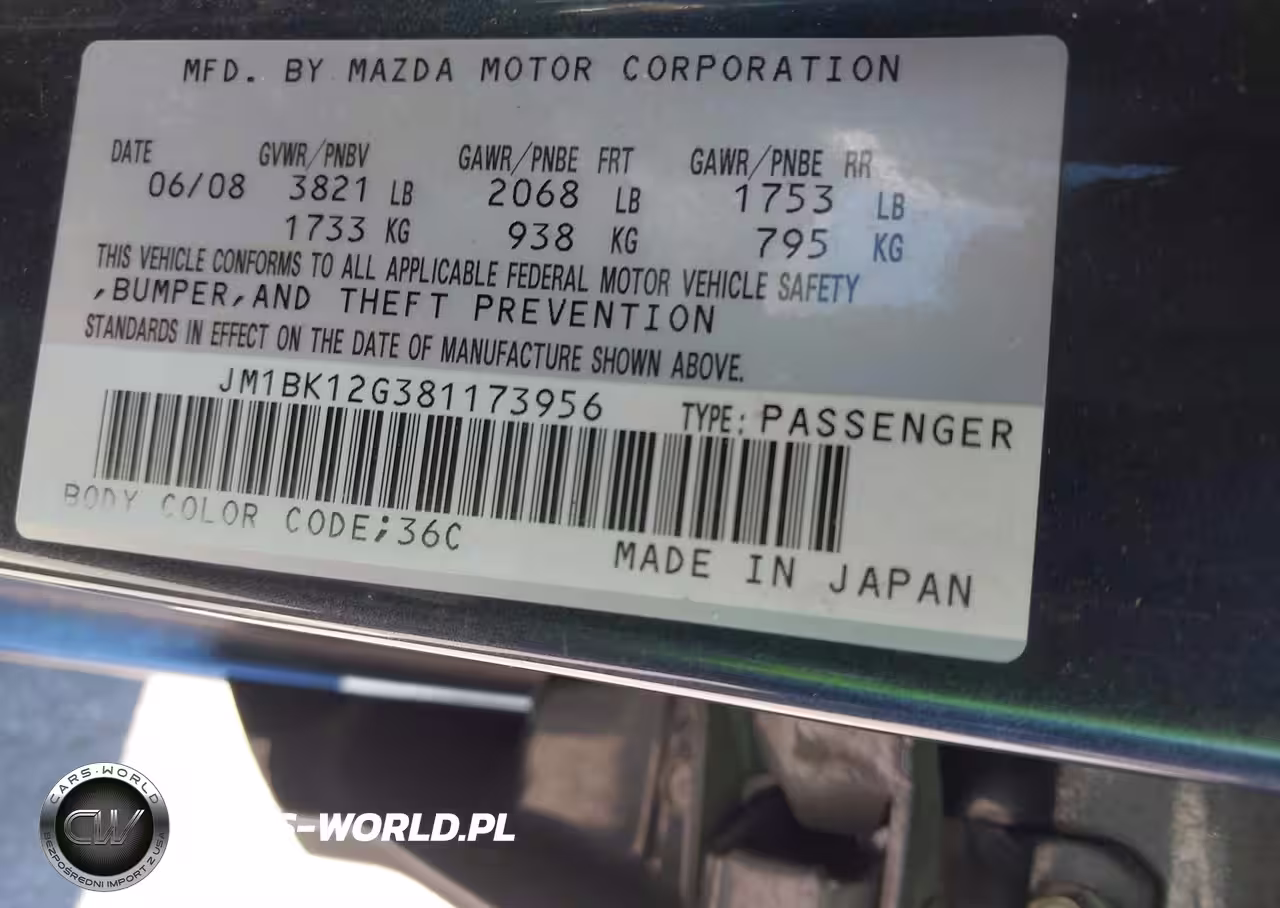 MFD. BY MAZDA MOTOR CORPORATION
DATE GVWR/PNBV GAWR/PNBE FRT GAWR/PNBE RR
06/08 3821 LB 2068 LB 1753 LB
1733 KG 938 KG 795 KG
THIS VEHICLE CONFORMS TO ALL APPLICABLE FEDERAL MOTOR VEHICLE SAFETY
,BUMPER,AND THEFT PREVENTION
STANDARDS IN EFFECT ON THE DATE OF MANUFACTURE SHOWN ABOVE.
JM1BK12G381173956 TYPE: PASSENGER
BODY COLOR CODE;36C
MADE IN JAPAN
CARS-WORLD
CW
BEZPOŚREDNI IMPORT Z USA
S-WORLD.PL